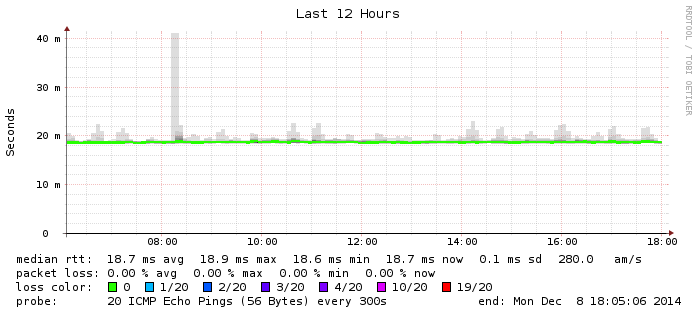 Last 12 Hours
RRDTOOL / TOBI OETIKER
Seconds
40 m
30 m
20 m
10 m
0
08:00 10:00 12:00 14:00 16:00 18:00
median rtt: 18.7 ms avg 18.9 ms max 18.6 ms min 18.7 ms now 0.1 ms sd 280.0 am/s
packet loss: 0.00 % avg 0.00 % max 0.00 % min 0.00 % now
loss color: 0 1/20 2/20 3/20 4/20 10/20 19/20
probe: 20 ICMP Echo Pings (56 Bytes) every 300s end: Mon Dec 8 18:05:06 2014